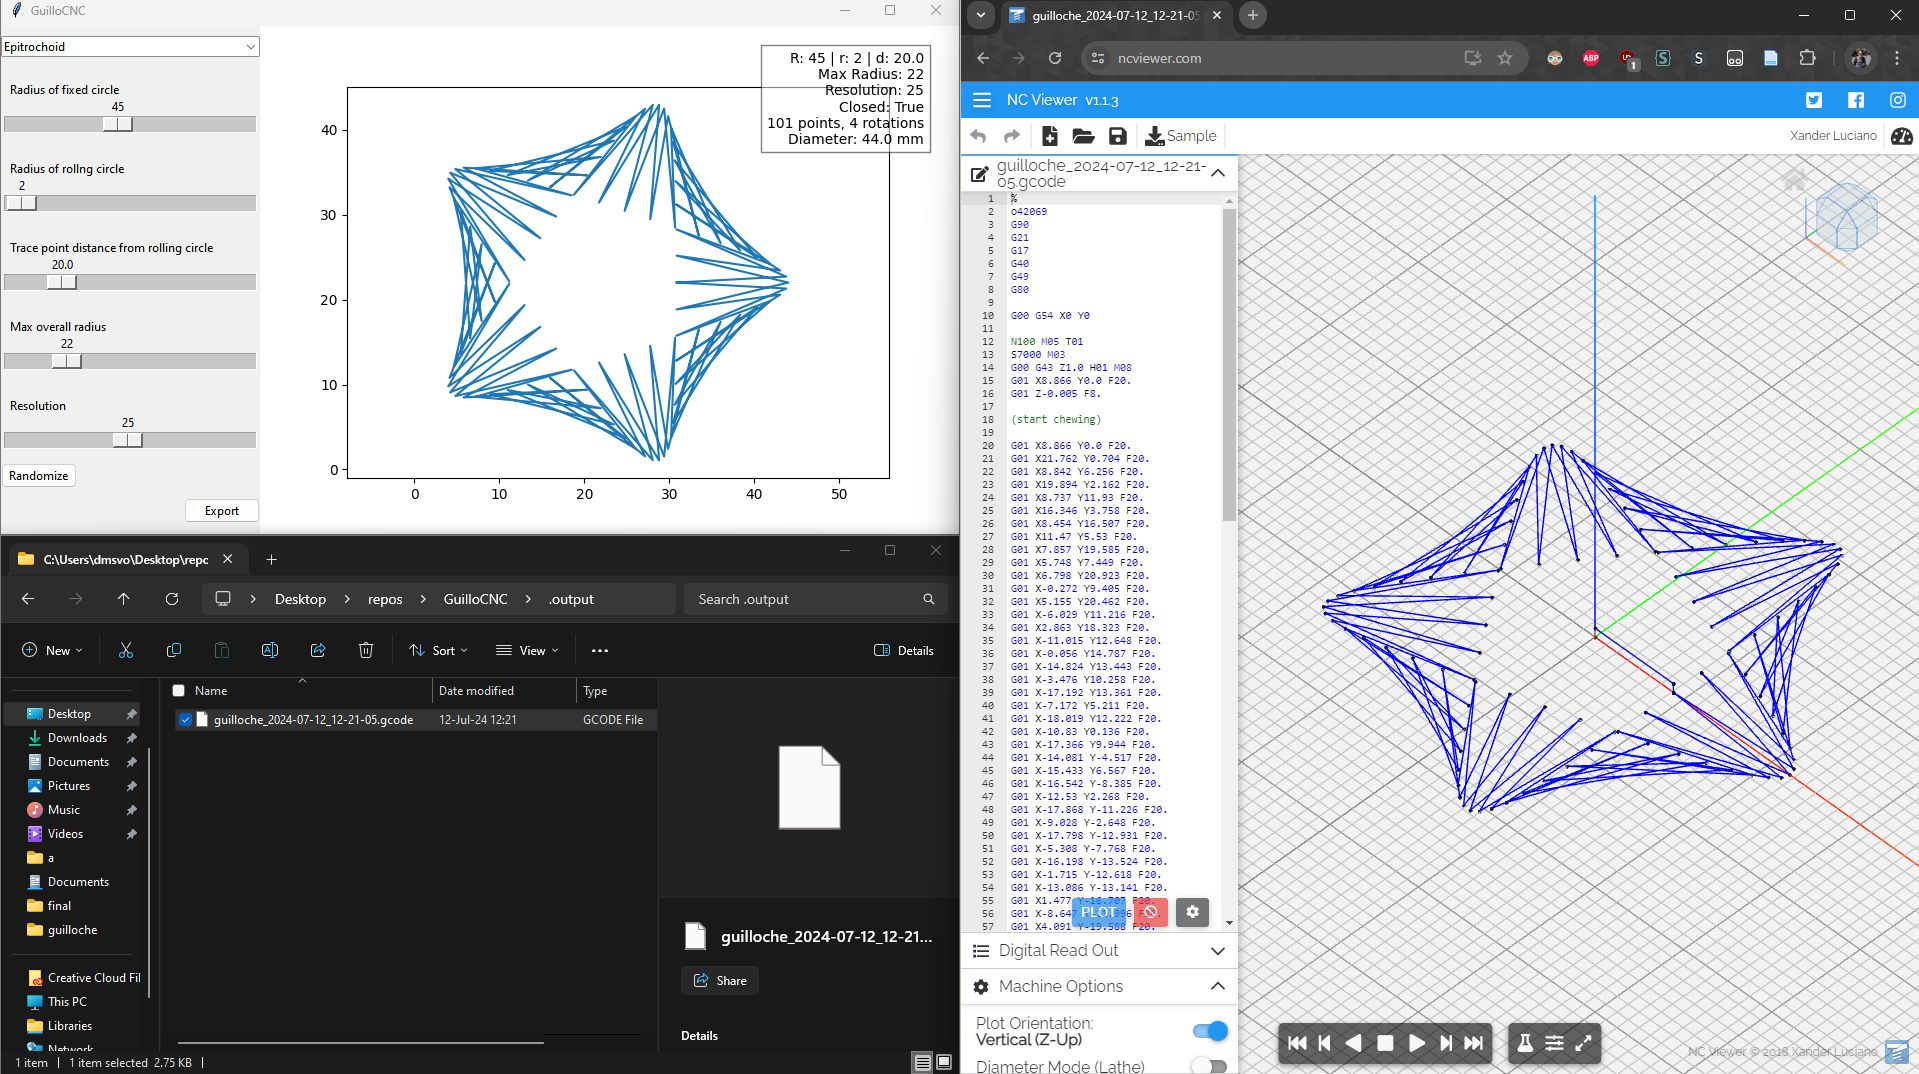 GuilloCNC
Epitrochoid
Radius of fixed circle
45
Radius of rollng circle
2
Trace point distance from rolling circle
20.0
Max overall radius
22
Resolution
25
Randomize
Export
R: 45 | r: 2 | d: 20.0
Max Radius: 22
Resolution: 25
Closed: True
101 points, 4 rotations
Diameter: 44.0 mm
40
30
20
10
0
0 10 20 30 40 50
C:\Users\dmsvo\Desktop\repc
Desktop > repos > GuilloCNC > .output
Search .output
New
Sort
View
Details
Desktop
Downloads
Documents
Pictures
Music
Videos
a
Documents
final
guilloche
Creative Cloud Fil
This PC
Libraries
Network
Name Date modified Type
guilloche_2024-07-12_12-21-05.gcode 12-Jul-24 12:21 GCODE File
guilloche_2024-07-12_12-21...
Share
Details
1 item | 1 item selected 2.75 KB |
guilloche_2024-07-12_12-21-05
ncviewer.com
ABP
1
NC Viewer v1.1.3
Sample
Xander Luciano
guilloche_2024-07-12_12-21-
05.gcode
1 %
2 o42069
3 G90
4 G21
5 G17
6 G40
7 G49
8 G80
9
10 G00 G54 X0 Y0
11
12 N100 M05 T01
13 S7000 M03
14 G00 G43 Z1.0 H01 M08
15 G01 X8.866 Y0.0 F20.
16 G01 Z-0.005 F8.
17
18 (start chewing)
19
20 G01 X8.866 Y0.0 F20.
21 G01 X21.762 Y0.704 F20.
22 G01 X8.842 Y6.256 F20.
23 G01 X19.894 Y2.162 F20.
24 G01 X8.737 Y11.93 F20.
25 G01 X16.346 Y3.758 F20.
26 G01 X8.454 Y16.507 F20.
27 G01 X11.47 Y5.53 F20.
28 G01 X7.857 Y19.585 F20.
29 G01 X5.748 Y7.449 F20.
30 G01 X6.798 Y20.923 F20.
31 G01 X-0.272 Y9.405 F20.
32 G01 X5.155 Y20.462 F20.
33 G01 X-6.029 Y11.216 F20.
34 G01 X2.863 Y18.323 F20.
35 G01 X-11.015 Y12.648 F20.
36 G01 X-0.056 Y14.787 F20.
37 G01 X-14.824 Y13.443 F20.
38 G01 X-3.476 Y10.258 F20.
39 G01 X-17.192 Y13.361 F20.
40 G01 X-7.172 Y5.211 F20.
41 G01 X-18.019 Y12.222 F20.
42 G01 X-10.83 Y0.136 F20.
43 G01 X-17.366 Y9.944 F20.
44 G01 X-14.081 Y-4.517 F20.
45 G01 X-15.433 Y6.567 F20.
46 G01 X-16.542 Y-8.385 F20.
47 G01 X-12.53 Y2.268 F20.
48 G01 X-17.868 Y-11.226 F20.
49 G01 X-9.028 Y-2.648 F20.
50 G01 X-17.798 Y-12.931 F20.
51 G01 X-5.308 Y-7.768 F20.
52 G01 X-16.198 Y-13.524 F20.
53 G01 X-1.715 Y-12.618 F20.
54 G01 X-13.086 Y-13.141 F20.
55 G01 X1.477 Y-16.707 F20.
56 G01 X-8.647
57 G01 X4.091 Y-19.588 F20.
PLOT
Digital Read Out
Machine Options
Plot Orientation:
Vertical (Z-Up)
Diameter Mode (Lathe)
NC Viewer © 2018 Xander Luciano